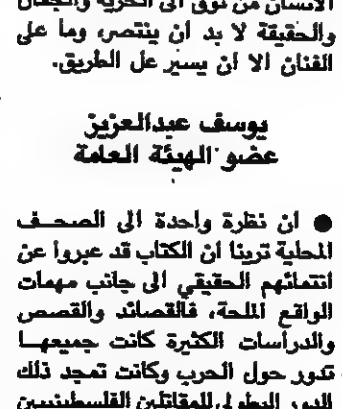 الانسان من توق الى الحرية والجمال
والحقيقة لا بد ان ينتصر، وما على
الفنان الا ان يسير عل الطريق.
يوسف عبدالعزيز
عضو الهيئة العامة
● ان نظرة واحدة الى الصحف
المحلية ترينا ان الكتاب قد عبروا عن
انتمائهم الحقيقي الى جانب مهمات
الواقع الملحة، فالقصائد والقصص
والدراسات الكثيرة كانت جميعها
تدور حول الحرب وكانت تمجد ذلك
الدور البطولي للمقاتلين الفلسطينيين